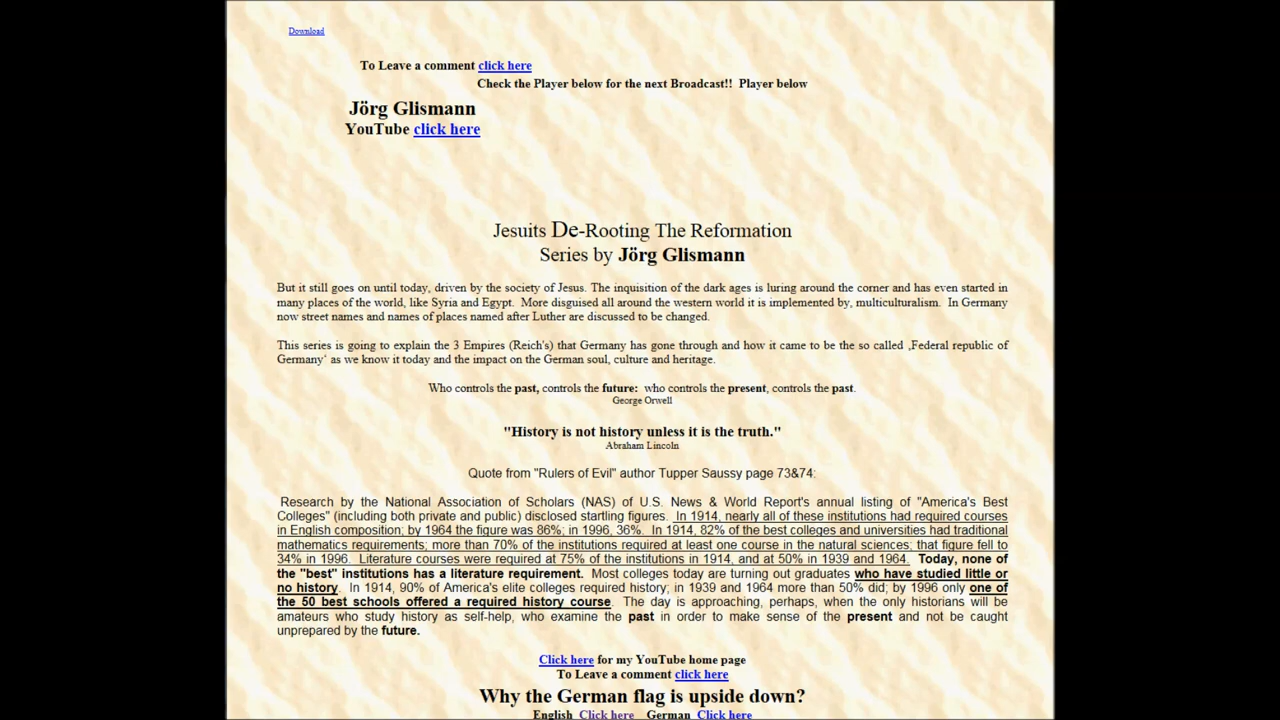 Download
To Leave a comment click here
Check the Player below for the next Broadcast!!  Player below
Jörg Glismann
YouTube click here
Jesuits De-Rooting The Reformation
Series by Jörg Glismann
But it still goes on until today, driven by the society of Jesus. The inquisition of the dark ages is luring around the corner and has even started in
many places of the world, like Syria and Egypt.  More disguised all around the western world it is implemented by, multiculturalism.  In Germany
now street names and names of places named after Luther are discussed to be changed.
This series is going to explain the 3 Empires (Reich's) that Germany has gone through and how it came to be the so called ‚Federal republic of
Germany‘ as we know it today and the impact on the German soul, culture and heritage.
Who controls the past, controls the future:  who controls the present, controls the past.
George Orwell
"History is not history unless it is the truth."
Abraham Lincoln
Quote from "Rulers of Evil" author Tupper Saussy page 73&74:
Research by the National Association of Scholars (NAS) of U.S. News & World Report's annual listing of "America's Best
Colleges" (including both private and public) disclosed startling figures.  In 1914, nearly all of these institutions had required courses
in English composition; by 1964 the figure was 86%; in 1996, 36%.  In 1914, 82% of the best colleges and universities had traditional
mathematics requirements; more than 70% of the institutions required at least one course in the natural sciences; that figure fell to
34% in 1996.  Literature courses were required at 75% of the institutions in 1914, and at 50% in 1939 and 1964.  Today, none of
the "best" institutions has a literature requirement.  Most colleges today are turning out graduates who have studied little or
no history.  In 1914, 90% of America's elite colleges required history; in 1939 and 1964 more than 50% did; by 1996 only one of
the 50 best schools offered a required history course.  The day is approaching, perhaps, when the only historians will be
amateurs who study history as self-help, who examine the past in order to make sense of the present and not be caught
unprepared by the future.
Click here for my YouTube home page
To Leave a comment click here
Why the German flag is upside down?
English  Click here   German  Click here